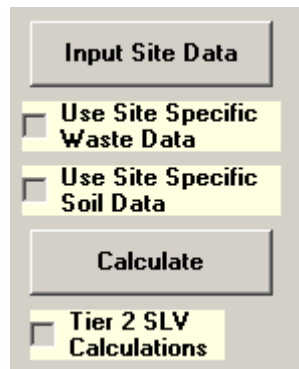 Input Site Data
Use Site Specific
Waste Data
Use Site Specific
Soil Data
Calculate
Tier 2 SLV
Calculations